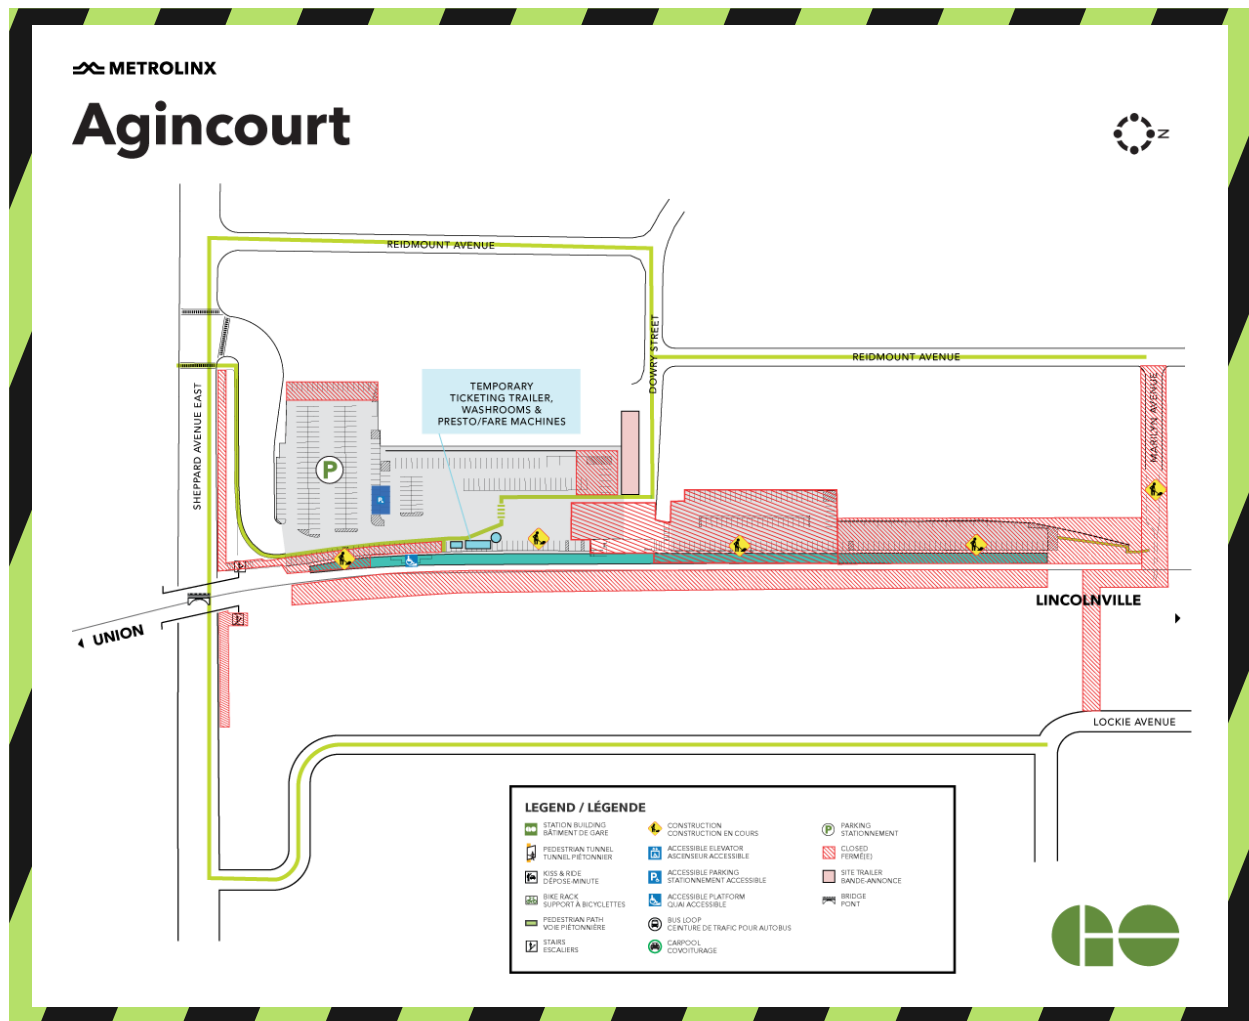 METROLINX
Agincourt
N
REIDMOUNT AVENUE
DOWRY STREET
REIDMOUNT AVENUE
MARILYN AVENUE
SHEPPARD AVENUE EAST
TEMPORARY
TICKETING TRAILER,
WASHROOMS &
PRESTO/FARE MACHINES
P
P
UNION
LINCOLNVILLE
LOCKIE AVENUE
LEGEND / LÉGENDE
STATION BUILDING
BÂTIMENT DE GARE
PEDESTRIAN TUNNEL
TUNNEL PIÉTONNIER
KISS & RIDE
DÉPOSE-MINUTE
BIKE RACK
SUPPORT À BICYCLETTES
PEDESTRIAN PATH
VOIE PIÉTONNIÈRE
STAIRS
ESCALIERS
CONSTRUCTION
CONSTRUCTION EN COURS
ACCESSIBLE ELEVATOR
ASCENSEUR ACCESSIBLE
P
ACCESSIBLE PARKING
STATIONNEMENT ACCESSIBLE
ACCESSIBLE PLATFORM
QUAI ACCESSIBLE
BUS LOOP
CEINTURE DE TRAFIC POUR AUTOBUS
CARPOOL
COVOITURAGE
P
PARKING
STATIONNEMENT
CLOSED
FERMÉ(E)
SITE TRAILER
BANDE-ANNONCE
BRIDGE
PONT
GO